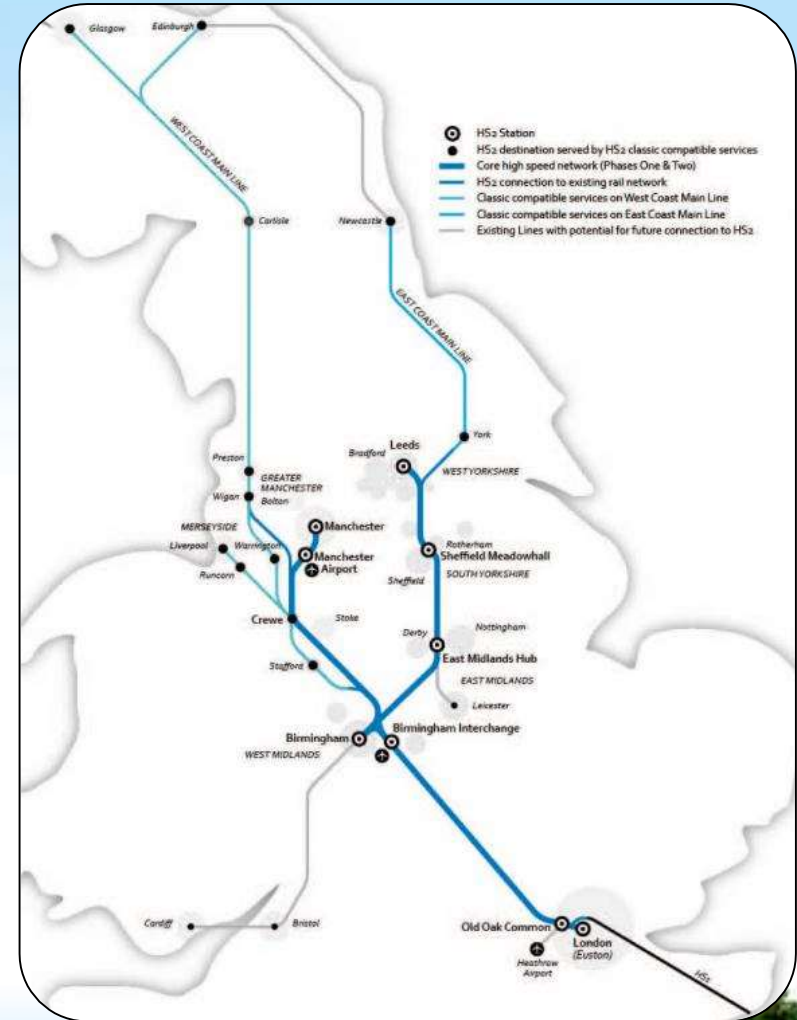 Glasgow
Edinburgh
HS2 Station
HS2 destination served by HS2 classic compatible services
Core high speed network (Phases One & Two)
HS2 connection to existing rail network
Classic compatible services on West Coast Main Line
Classic compatible services on East Coast Main Line
Existing Lines with potential for future connection to HS2
WEST COAST MAIN LINE
Carlisle
Newcastle
EAST COAST MAIN LINE
York
Leeds
Bradford
WEST YORKSHIRE
Preston
GREATER
MANCHESTER
Wigan
Bolton
MERSEYSIDE
Manchester
Liverpool
Warrington
Manchester
Airport
Runcorn
Rotherham
Sheffield Meadowhall
Sheffield
SOUTH YORKSHIRE
Crewe
Stoke
Derby
Nottingham
East Midlands Hub
Stafford
EAST MIDLANDS
Leicester
Birmingham
Birmingham Interchange
WEST MIDLANDS
Cardiff
Bristol
Old Oak Common
London
(Euston)
Heathrow
Airport
HS1